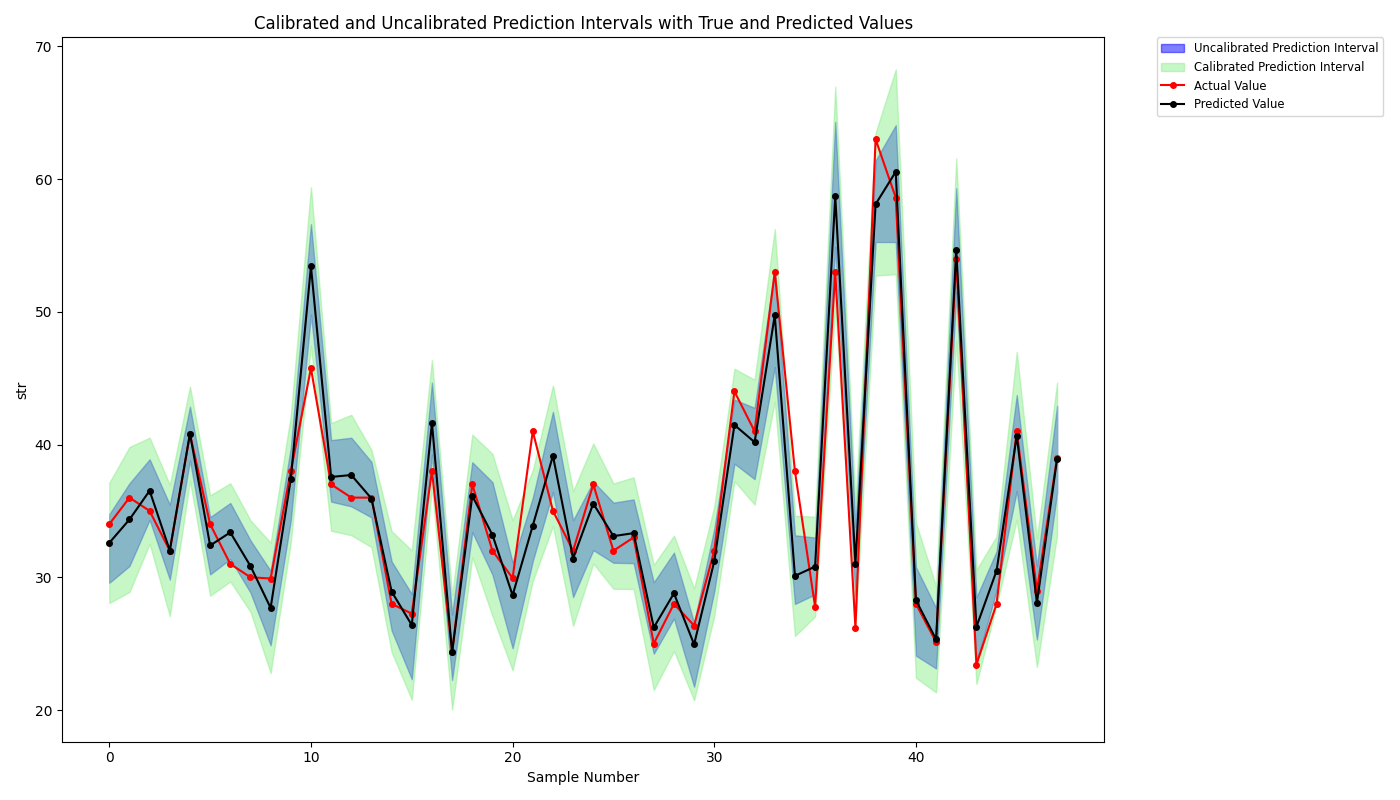 Calibrated and Uncalibrated Prediction Intervals with True and Predicted Values
70
60
50
40
30
20
str
0
10
20
30
40
Sample Number
Uncalibrated Prediction Interval
Calibrated Prediction Interval
Actual Value
Predicted Value